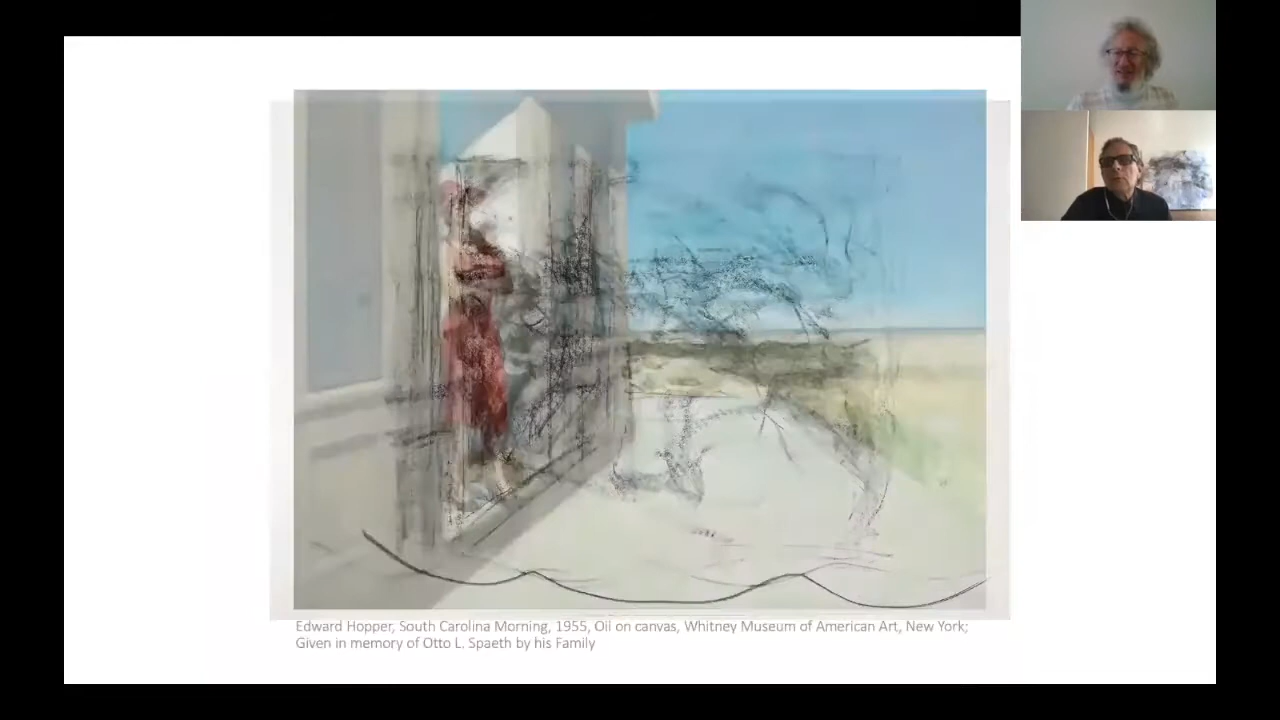 Edward Hopper, South Carolina Morning, 1955, Oil on canvas, Whitney Museum of American Art, New York;
Given in memory of Otto L. Spaeth by his Family